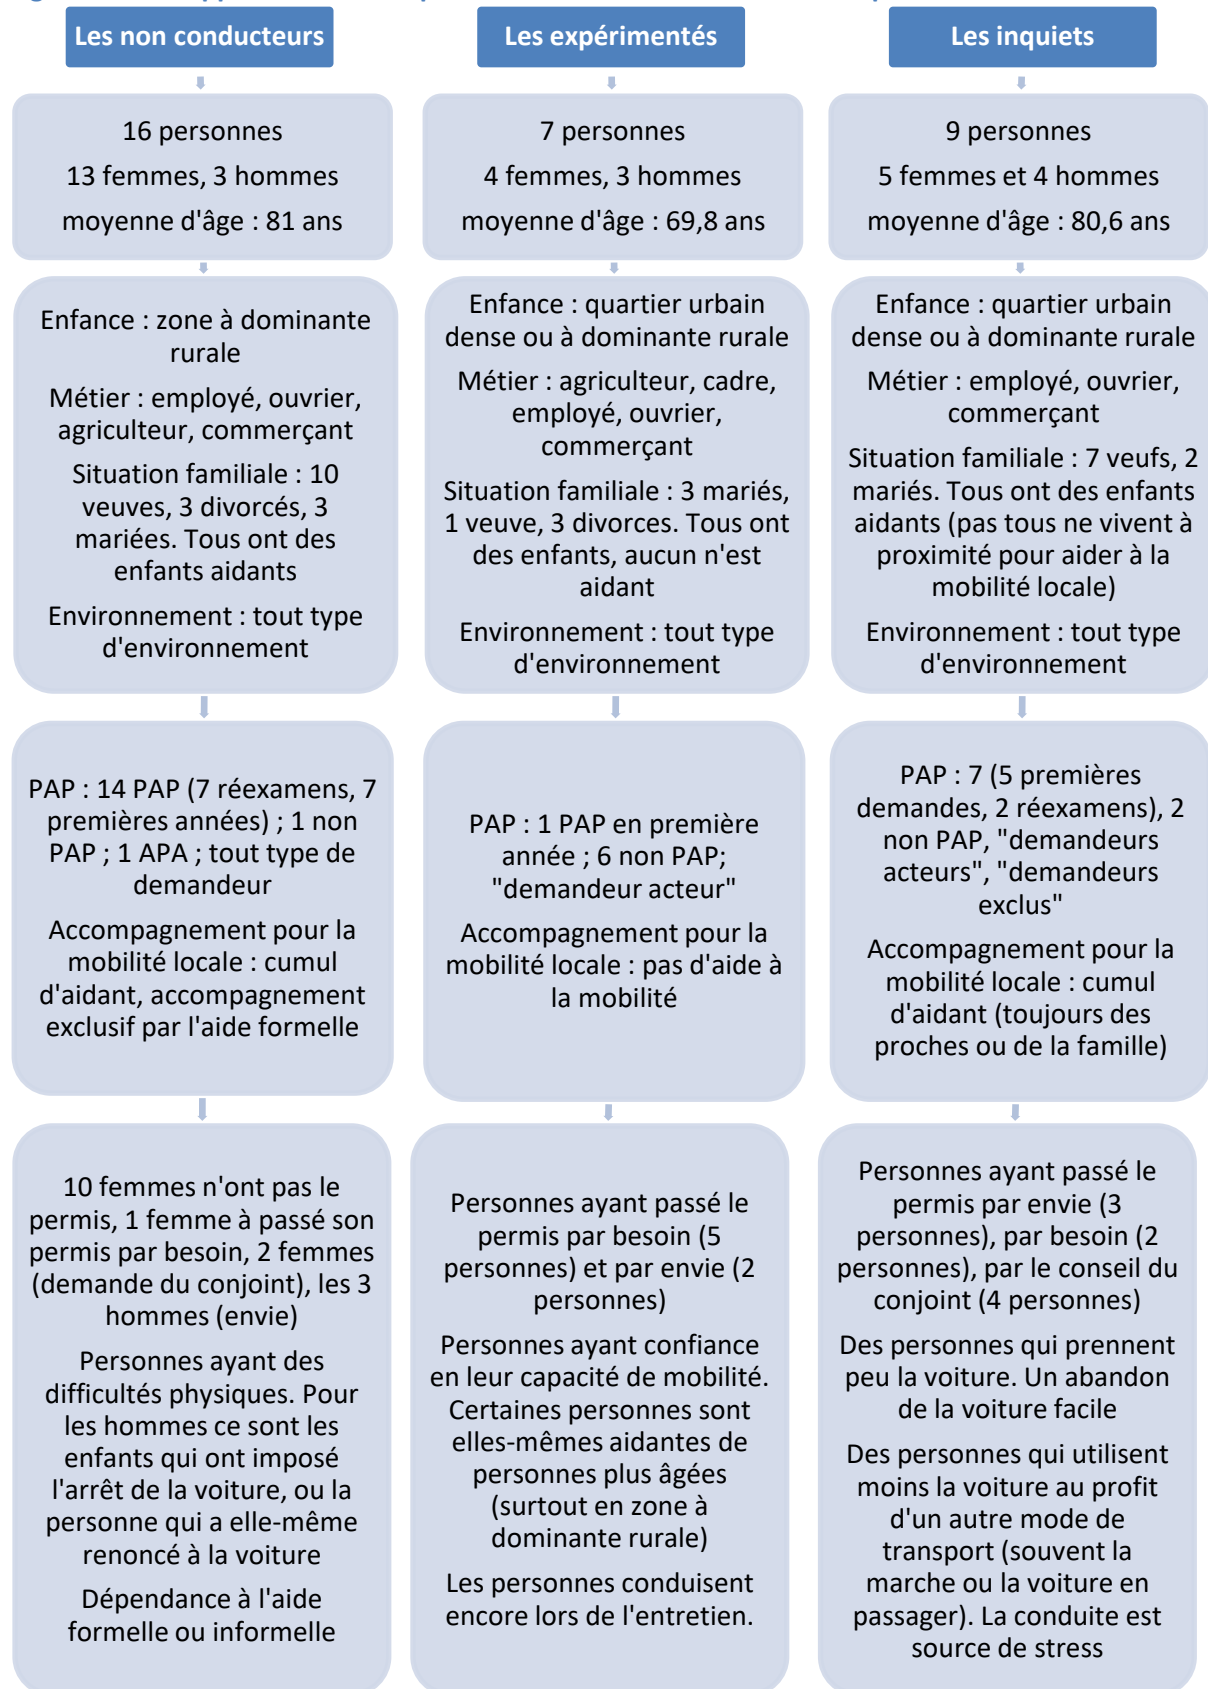 Les non conducteurs
16 personnes
13 femmes, 3 hommes
moyenne d'âge : 81 ans
Enfance : zone à dominante
rurale
Métier : employé, ouvrier,
agriculteur, commerçant
Situation familiale : 10
veuves, 3 divorcés, 3
mariées. Tous ont des
enfants aidants
Environnement : tout type
d'environnement
PAP : 14 PAP (7 réexamens, 7
premières années) ; 1 non
PAP ; 1 APA ; tout type de
demandeur
Accompagnement pour la
mobilité locale : cumul
d'aidant, accompagnement
exclusif par l'aide formelle
10 femmes n'ont pas le
permis, 1 femme à passé son
permis par besoin, 2 femmes
(demande du conjoint), les 3
hommes (envie)
Personnes ayant des
difficultés physiques. Pour
les hommes ce sont les
enfants qui ont imposé
l'arrêt de la voiture, ou la
personne qui a elle-même
renoncé à la voiture
Dépendance à l'aide
formelle ou informelle
Les expérimentés
7 personnes
4 femmes, 3 hommes
moyenne d'âge : 69,8 ans
Enfance : quartier urbain
dense ou à dominante rurale
Métier : agriculteur, cadre,
employé, ouvrier,
commerçant
Situation familiale : 3 mariés,
1 veuve, 3 divorces. Tous ont
des enfants, aucun n'est
aidant
Environnement : tout type
d'environnement
PAP : 1 PAP en première
année ; 6 non PAP;
"demandeur acteur"
Accompagnement pour la
mobilité locale : pas d'aide à
la mobilité
Personnes ayant passé le
permis par besoin (5
personnes) et par envie (2
personnes)
Personnes ayant confiance
en leur capacité de mobilité.
Certaines personnes sont
elles-mêmes aidantes de
personnes plus âgées
(surtout en zone à
dominante rurale)
Les personnes conduisent
encore lors de l'entretien.
Les inquiets
9 personnes
5 femmes et 4 hommes
moyenne d'âge : 80,6 ans
Enfance : quartier urbain
dense ou à dominante rurale
Métier : employé, ouvrier,
commerçant
Situation familiale : 7 veufs, 2
mariés. Tous ont des enfants
aidants (pas tous ne vivent à
proximité pour aider à la
mobilité locale)
Environnement : tout type
d'environnement
PAP : 7 (5 premières
demandes, 2 réexamens), 2
non PAP, "demandeurs
acteurs", "demandeurs
exclus"
Accompagnement pour la
mobilité locale : cumul
d'aidant (toujours des
proches ou de la famille)
Personnes ayant passé le
permis par envie (3
personnes), par besoin (2
personnes), par le conseil du
conjoint (4 personnes)
Des personnes qui prennent
peu la voiture. Un abandon
de la voiture facile
Des personnes qui utilisent
moins la voiture au profit
d'un autre mode de
transport (souvent la
marche ou la voiture en
passager). La conduite est
source de stress